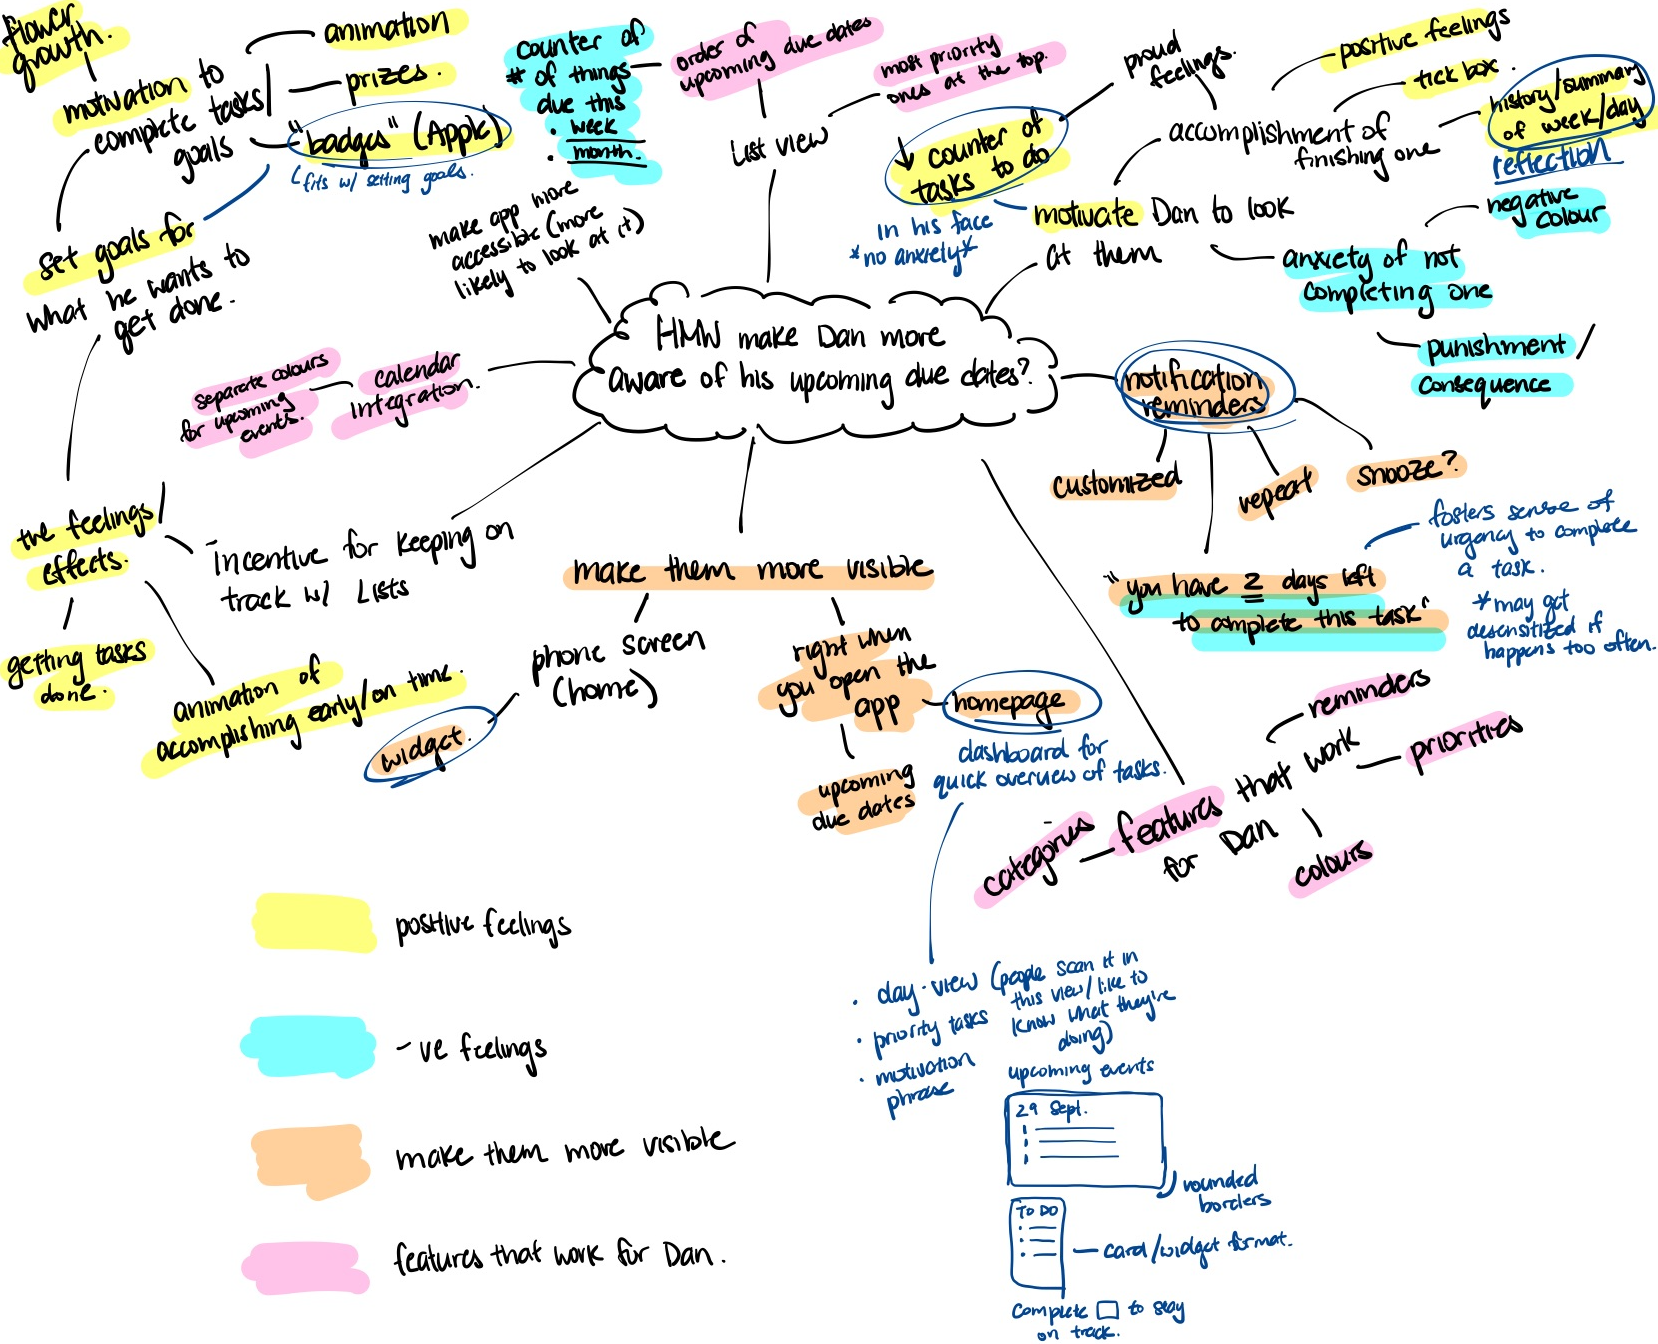 flower
growth.
motivation to
complete tasks/
goals
animation
prizes.
"badges" (Apple)
fits w/ setting goals.
set goals for
what he wants to
get done.
the feelings/
effects.
getting tasks
done.
animation of
accomplishing early/on time.
incentive for keeping on
track w/ Lists
counter of
# of things
due this
• week
• month.
order of
upcoming due dates
most priority
ones at the top.
List view
make app more
accessible (more
likely to look at it)
HMW make Dan more
aware of his upcoming due dates?
calendar
integration.
separate colours
for upcoming
events.
↓ counter of
tasks to do
in his face
*no anxiety*
motivate Dan to look
at them
proud
feelings.
accomplishment of
finishing one
positive feelings
tick box.
history/summary
of week/day
reflection
negative
colour
anxiety of not
completing one
punishment /
consequence
notification
reminders
customized
repeat
snooze?
"you have 2 days left
to complete this task"
fosters sense of
urgency to complete
a task.
*may get
desensitized if
happens too often.
make them more visible
phone screen
(home)
widget.
right when
you open the
app
upcoming
due dates
homepage
dashboard for
quick overview of tasks.
features that work
for Dan
reminders
priorities
categories
colours
• day-view (people scan it in
this view/like to
know what they're
doing)
• priority tasks
• motivation
phrase
upcoming events
29 Sept.
rounded
borders
TO DO
card/widget format.
complete □ to stay
on track.
positive feelings
-ve feelings
make them more visible
features that work for Dan.